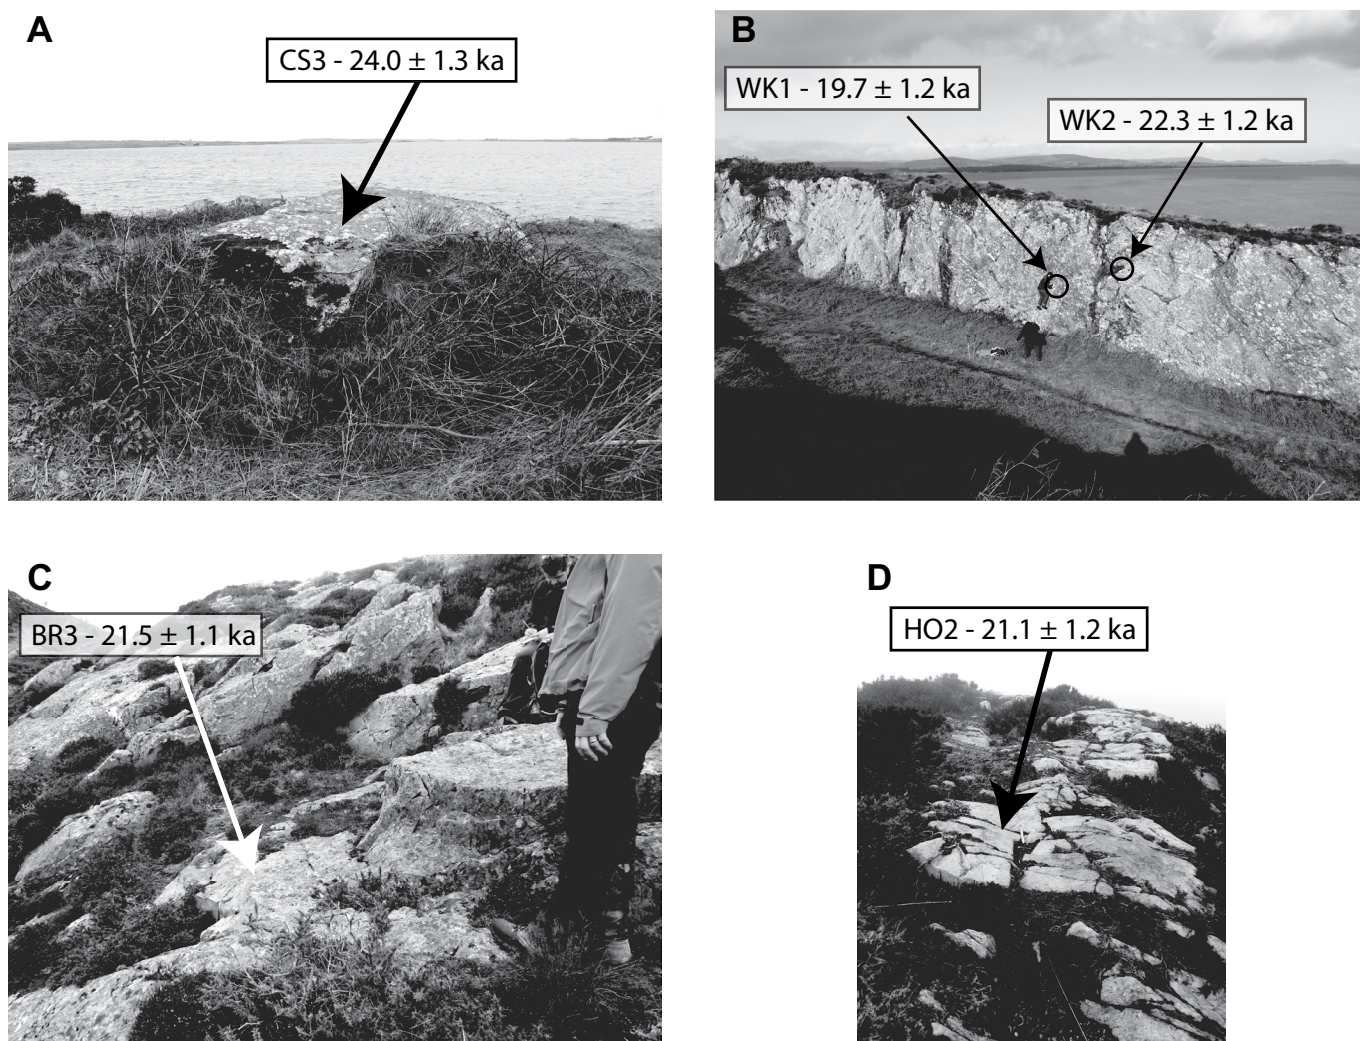 A
CS3 - 24.0 ± 1.3 ka
B
WK1 - 19.7 ± 1.2 ka
WK2 - 22.3 ± 1.2 ka
C
BR3 - 21.5 ± 1.1 ka
D
HO2 - 21.1 ± 1.2 ka